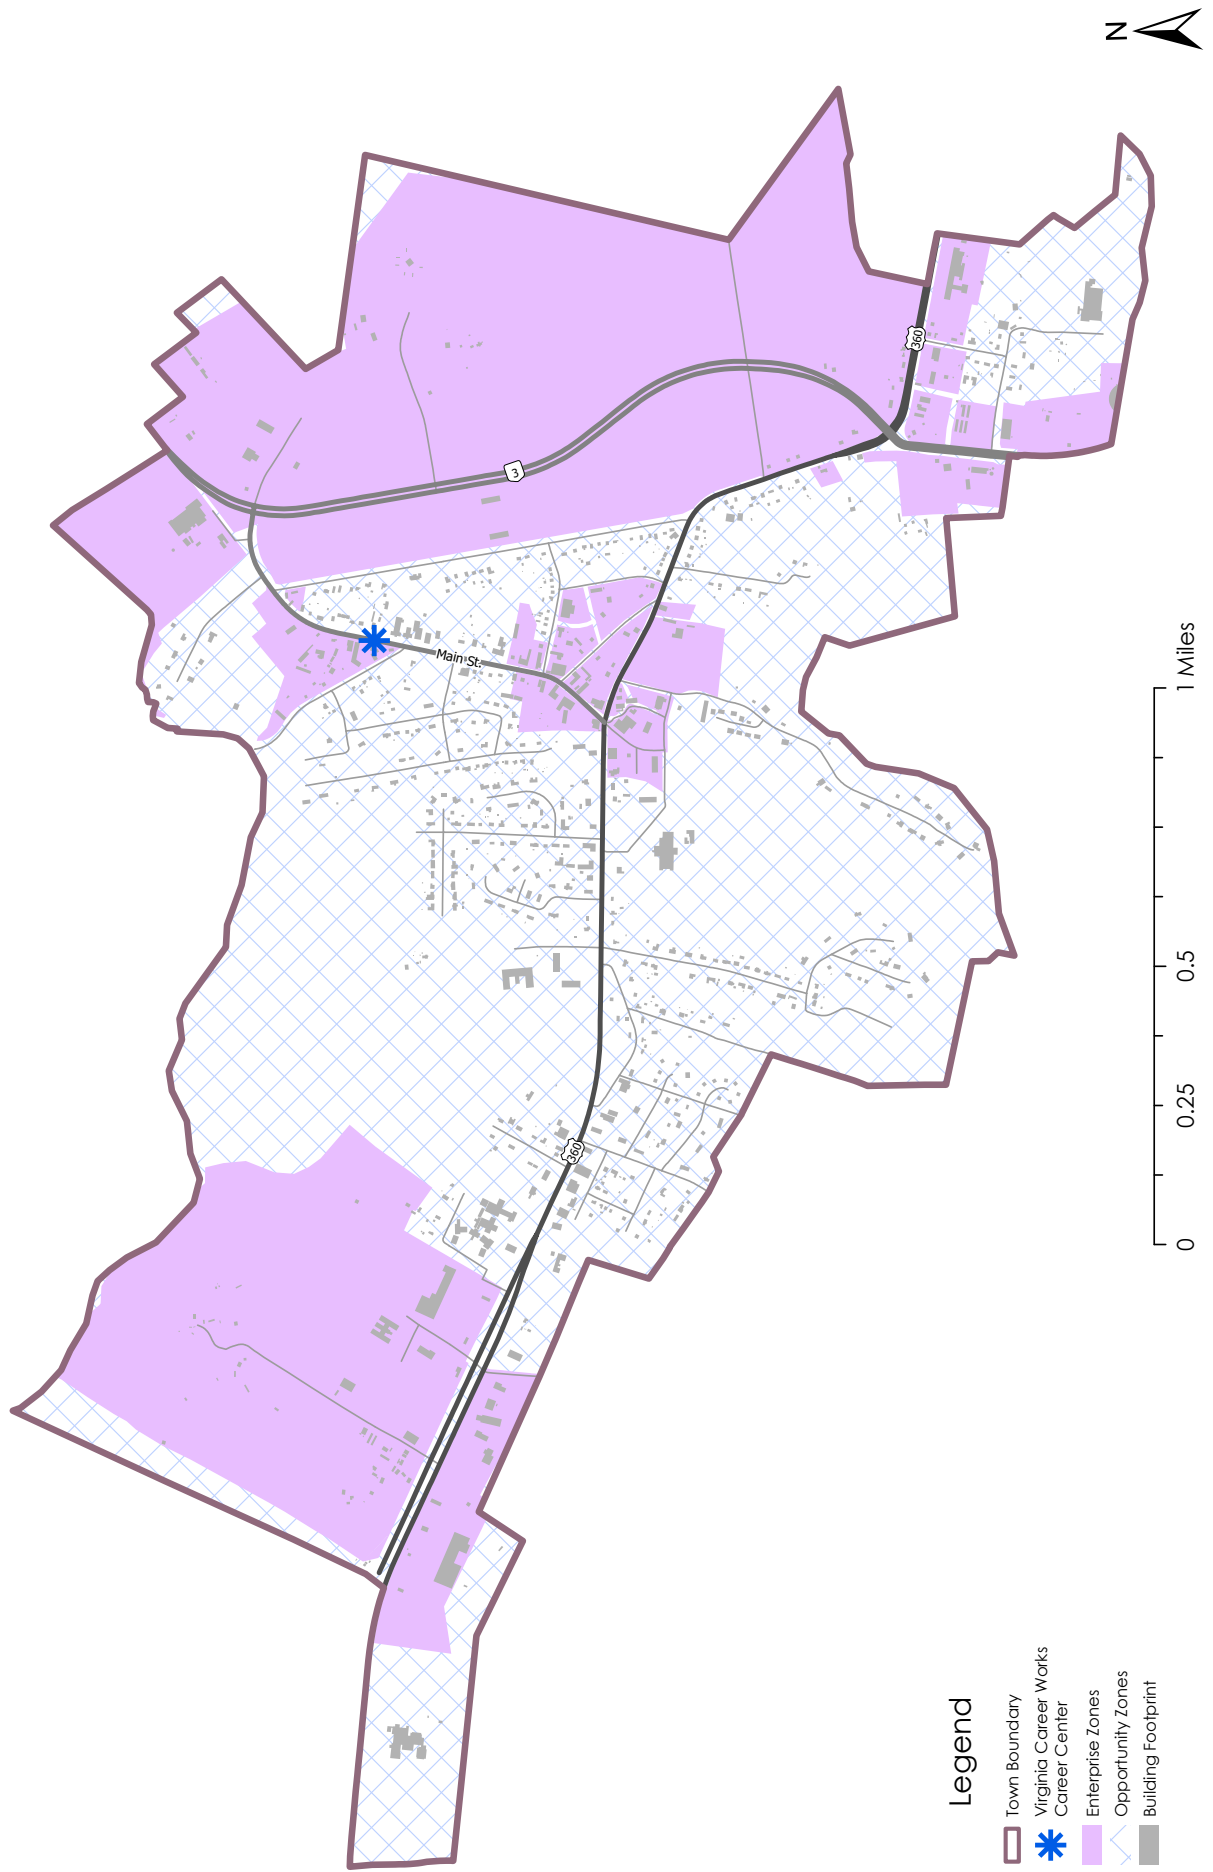 N
3
360
Main St.
360
Legend
Town Boundary
Virginia Career Works
Career Center
Enterprise Zones
Opportunity Zones
Building Footprint
0 0.25 0.5 1 Miles